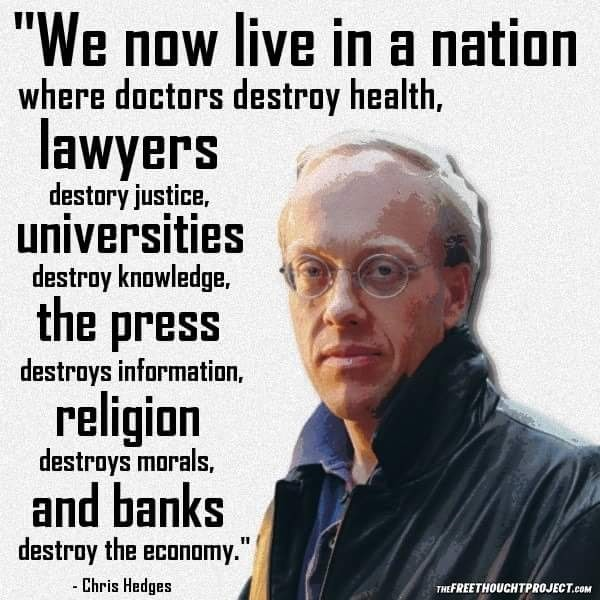 "We now live in a nation
where doctors destroy health,
lawyers
destory justice,
universities
destroy knowledge,
the press
destroys information,
religion
destroys morals,
and banks
destroy the economy."
- Chris Hedges
THEFREETHOUGHTPROJECT.COM